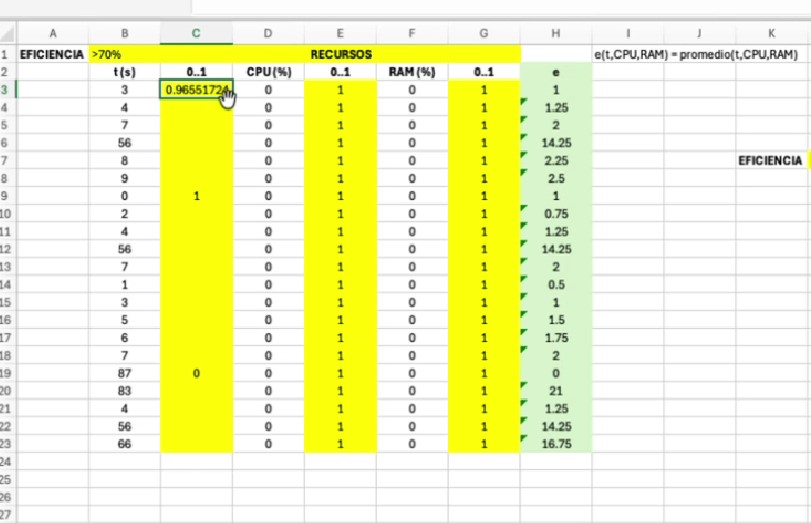 A B C D E F G H I J K
1 EFICIENCIA >70% RECURSOS e(t,CPU,RAM) = promedio(t,CPU,RAM)
2 t(s) 0..1 CPU(%) 0..1 RAM(%) 0..1 e
3 3 0.9655172 0 1 0 1 1
4 4 0 1 0 1 1.25
5 7 0 1 0 1 2
6 56 0 1 0 1 14.25
7 8 0 1 0 1 2.25 EFICIENCIA
8 9 0 1 0 1 2.5
9 0 1 0 1 0 1 1
10 2 0 1 0 1 0.75
11 4 0 1 0 1 1.25
12 56 0 1 0 1 14.25
13 7 0 1 0 1 2
14 1 0 1 0 1 0.5
15 3 0 1 0 1 1
16 5 0 1 0 1 1.5
17 6 0 1 0 1 1.75
18 7 0 1 0 1 2
19 87 0 0 1 0 1 0
20 83 0 1 0 1 21
21 4 0 1 0 1 1.25
22 56 0 1 0 1 14.25
23 66 0 1 0 1 16.75
24
25
26
27